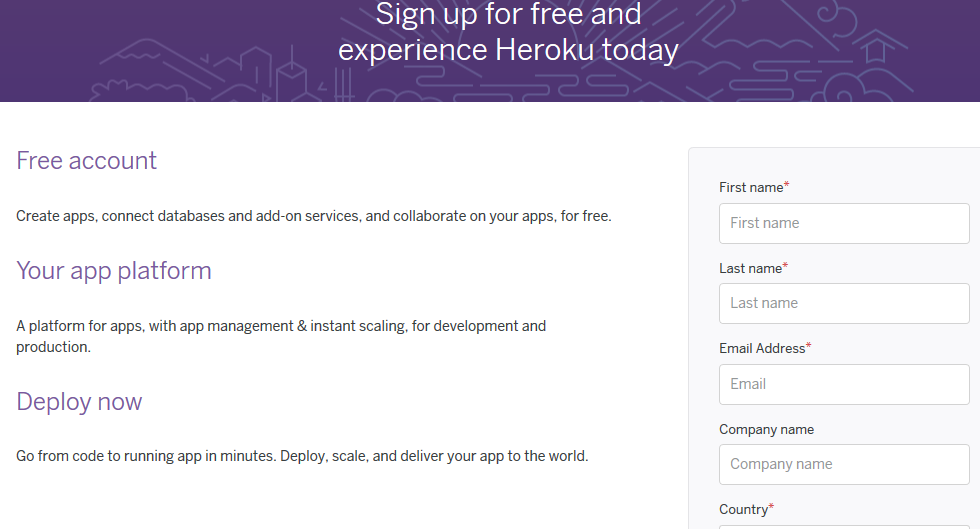 Sign up for free and
experience Heroku today
Free account
Create apps, connect databases and add-on services, and collaborate on your apps, for free.
Your app platform
A platform for apps, with app management & instant scaling, for development and
production.
Deploy now
Go from code to running app in minutes. Deploy, scale, and deliver your app to the world.
First name*
First name
Last name*
Last name
Email Address*
Email
Company name
Company name
Country*